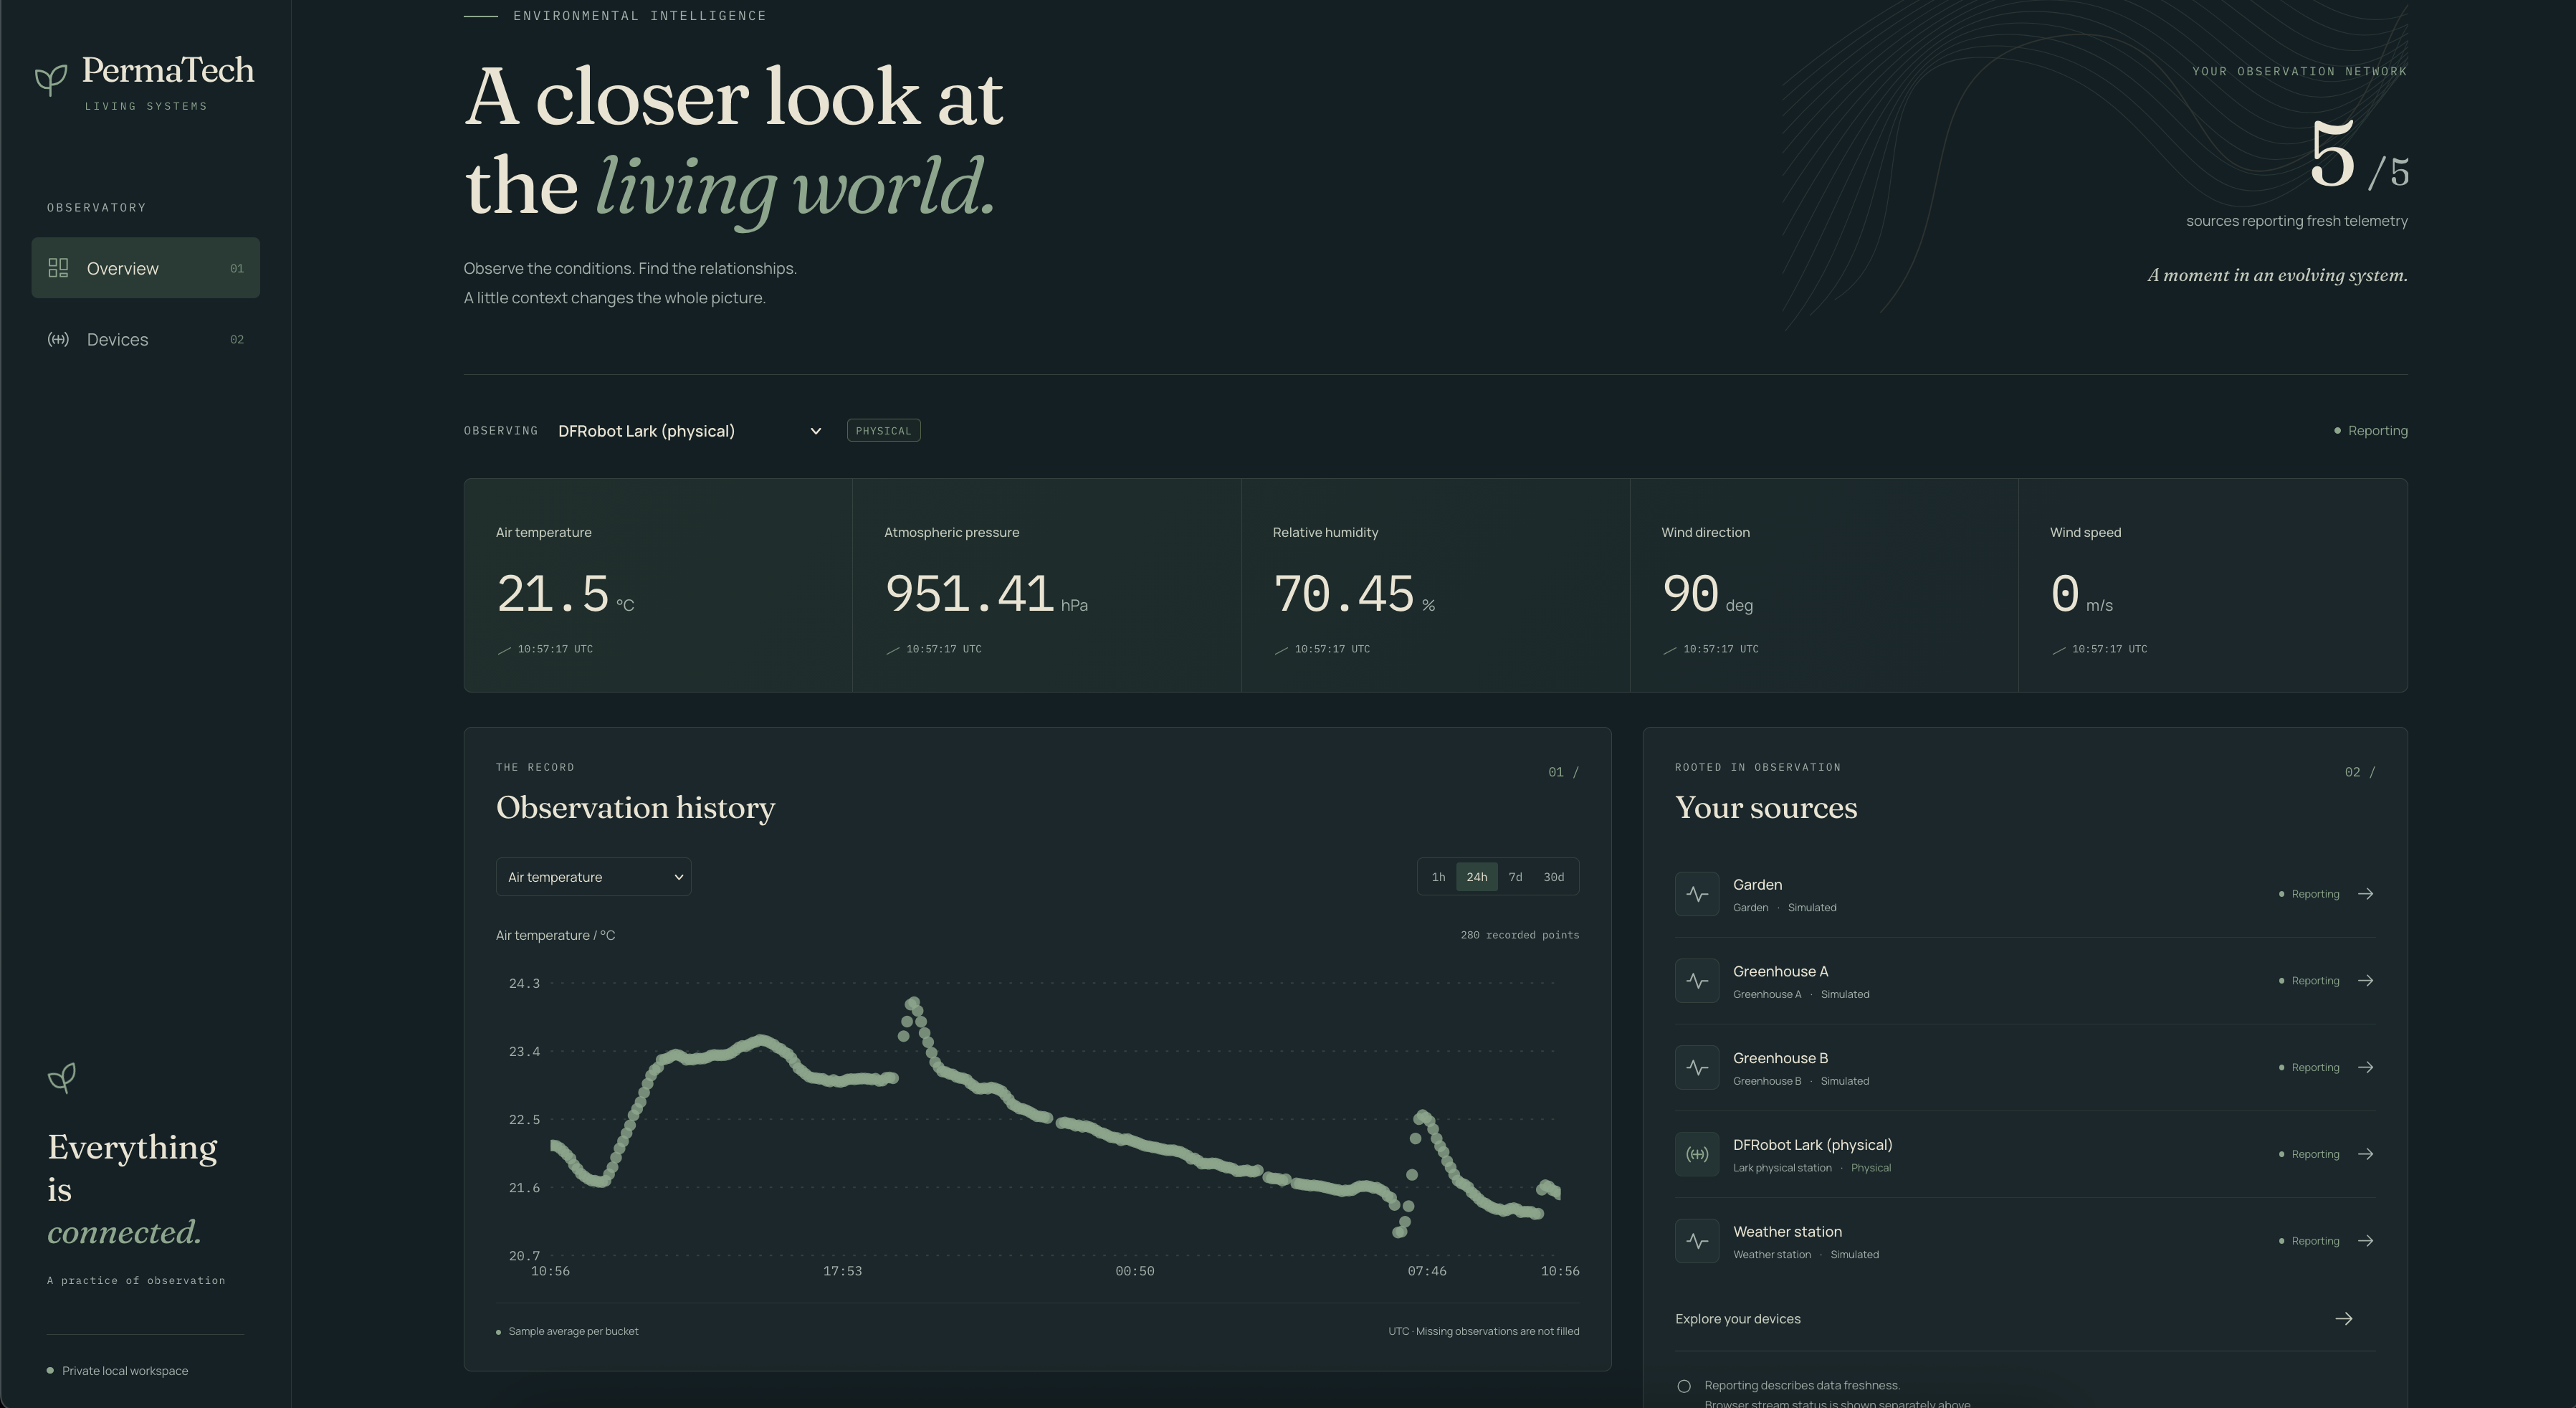 PermaTech
LIVING SYSTEMS
OBSERVATORY
Overview 01
Devices 02
Everything
is
connected.
A practice of observation
Private local workspace
ENVIRONMENTAL INTELLIGENCE
A closer look at
the living world.
Observe the conditions. Find the relationships.
A little context changes the whole picture.
YOUR OBSERVATION NETWORK
5 /5
sources reporting fresh telemetry
A moment in an evolving system.
OBSERVING DFRobot Lark (physical) PHYSICAL
Reporting
Air temperature
21.5 °C
10:57:17 UTC
Atmospheric pressure
951.41 hPa
10:57:17 UTC
Relative humidity
70.45 %
10:57:17 UTC
Wind direction
90 deg
10:57:17 UTC
Wind speed
0 m/s
10:57:17 UTC
THE RECORD
01 /
Observation history
Air temperature
1h 24h 7d 30d
Air temperature / °C
280 recorded points
24.3
23.4
22.5
21.6
20.7
10:56 17:53 00:50 07:46 10:56
Sample average per bucket
UTC · Missing observations are not filled
ROOTED IN OBSERVATION
02 /
Your sources
Garden
Garden · Simulated
Reporting
Greenhouse A
Greenhouse A · Simulated
Reporting
Greenhouse B
Greenhouse B · Simulated
Reporting
DFRobot Lark (physical)
Lark physical station · Physical
Reporting
Weather station
Weather station · Simulated
Reporting
Explore your devices
Reporting describes data freshness.
Browser stream status is shown separately above.